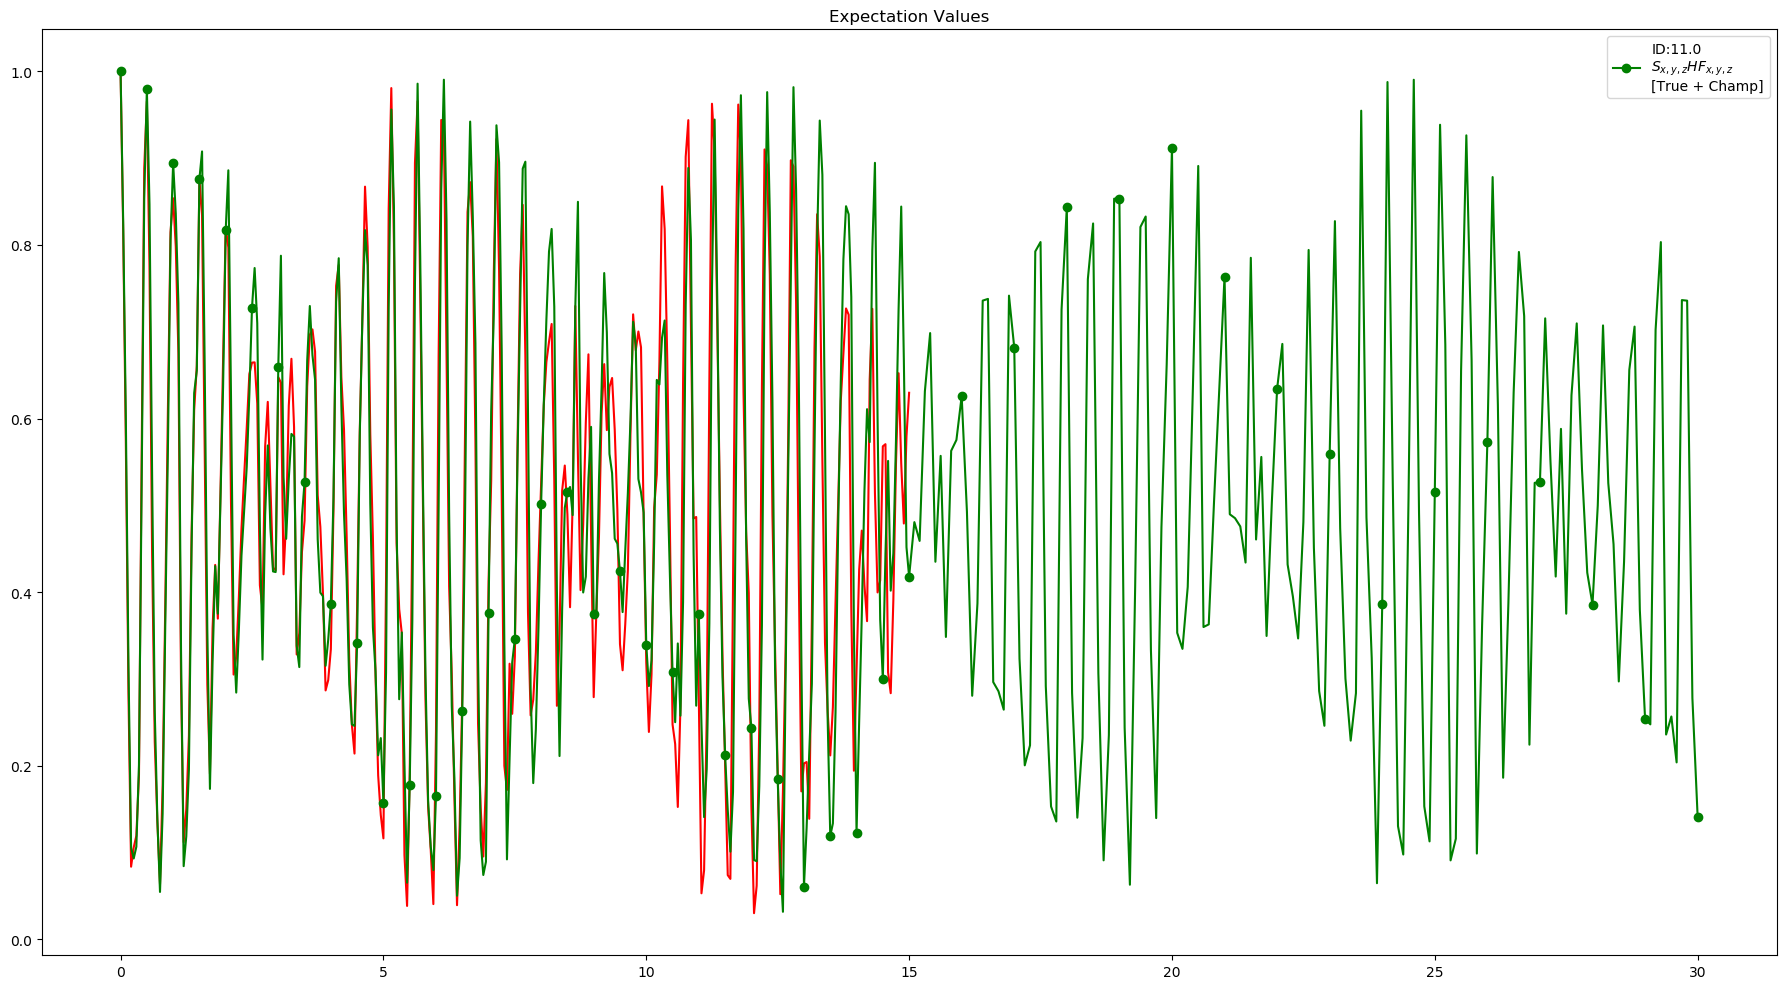 Expectation Values
ID:11.0
S_{x,y,z}HF_{x,y,z}
[True + Champ]
1.0
0.8
0.6
0.4
0.2
0.0
0 5 10 15 20 25 30